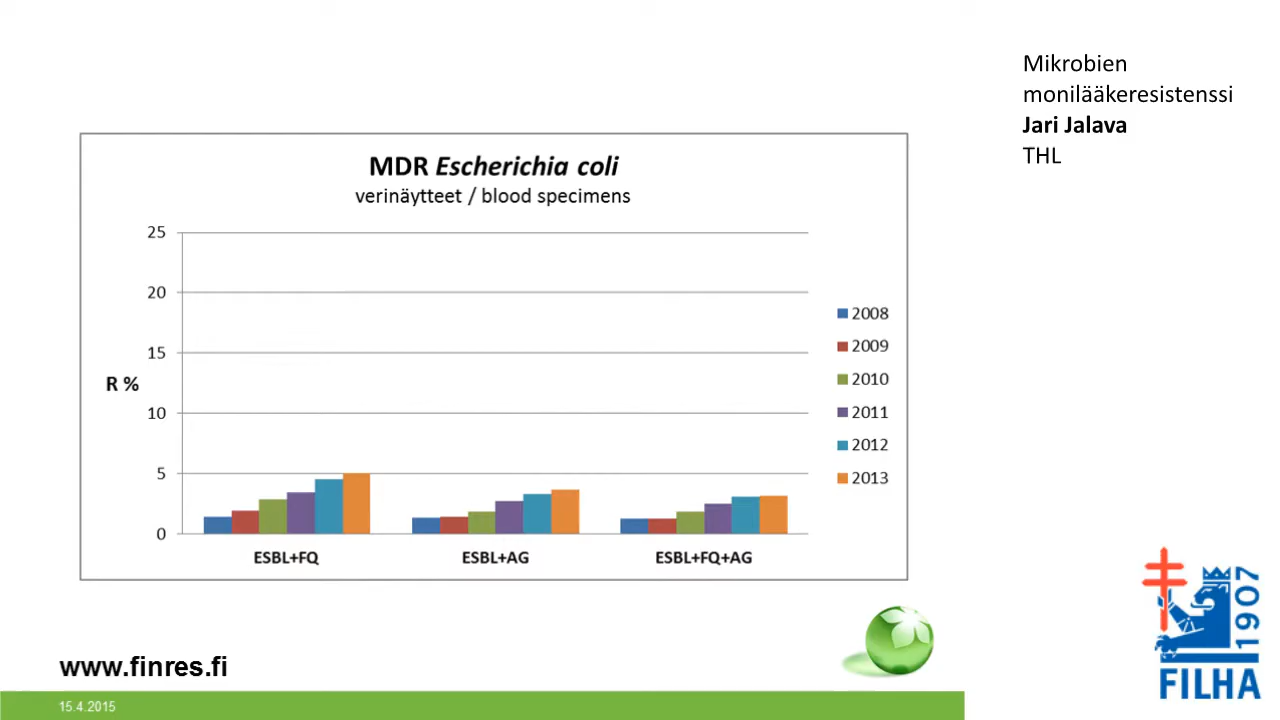 Mikrobien
monilääkeresistenssi
Jari Jalava
THL
MDR Escherichia coli
verinäytteet / blood specimens
25
20
15
10
5
0
R %
ESBL+FQ
ESBL+AG
ESBL+FQ+AG
2008
2009
2010
2011
2012
2013
www.finres.fi
15.4.2015
1907
FILHA